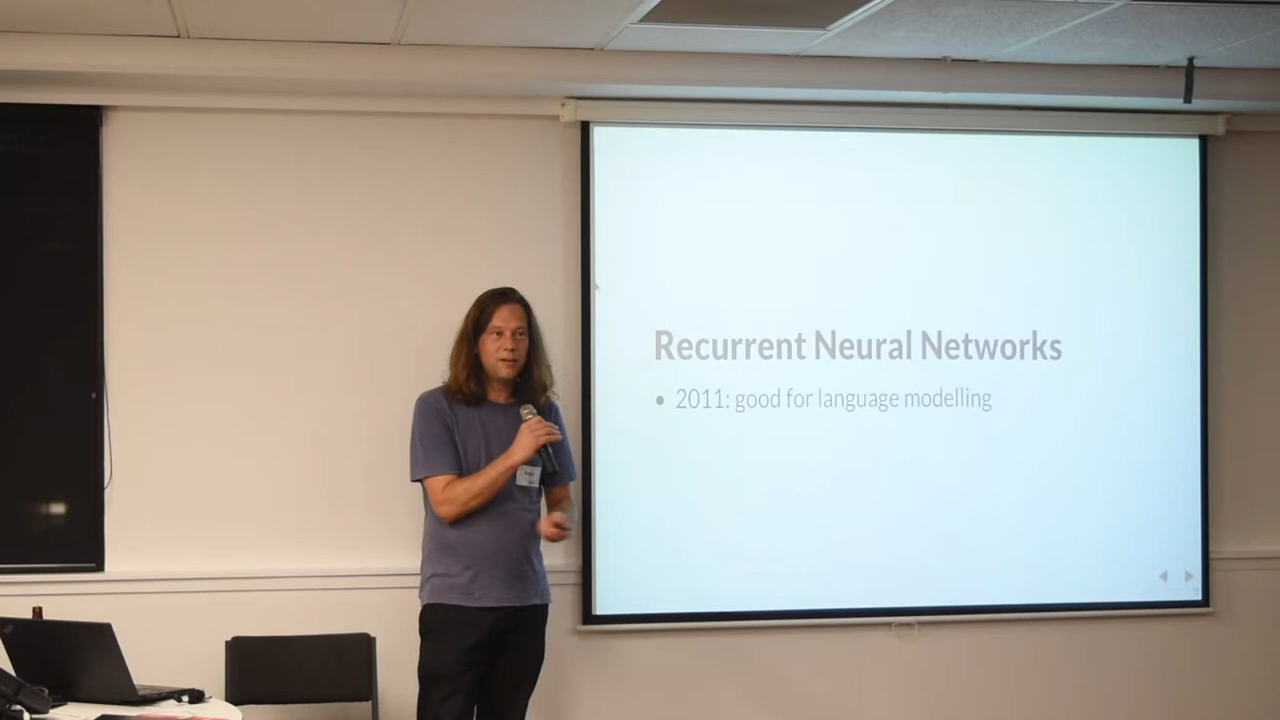 Recurrent Neural Networks
• 2011: good for language modelling